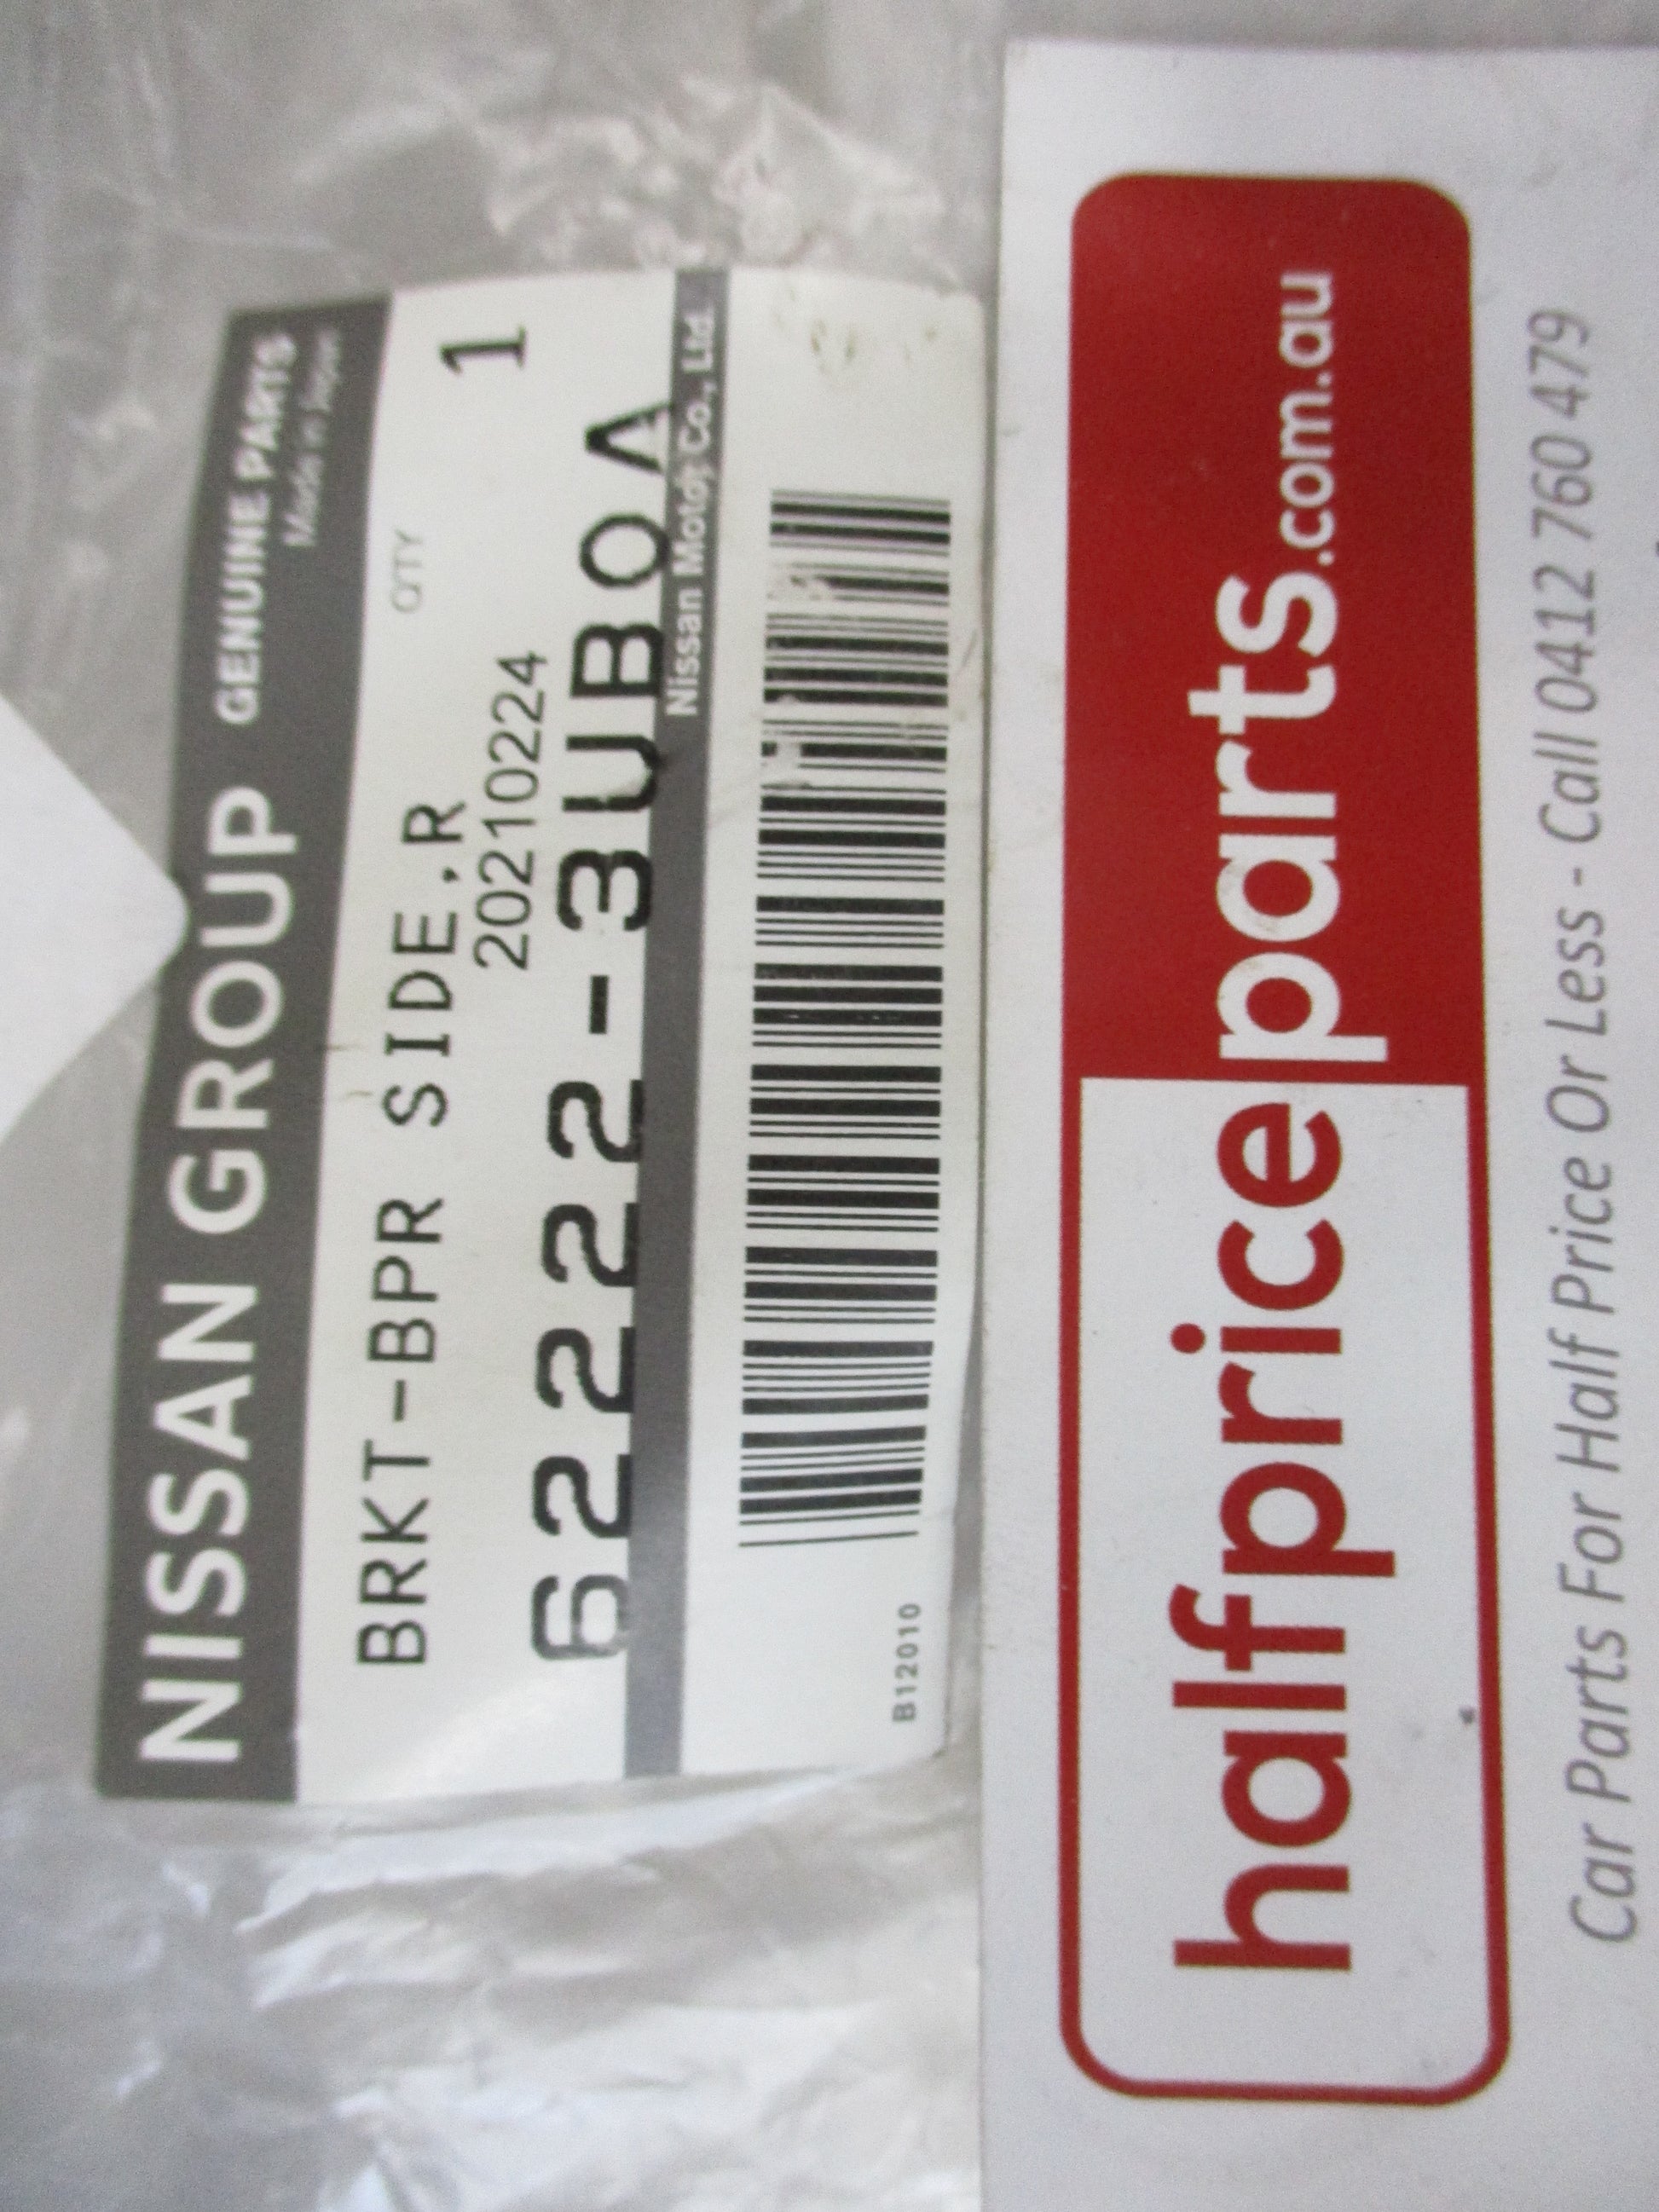 NISSAN GROUP GENUINE PARTS
Made in Japan
BRKT-BPR SIDE,R QTY 1
20210224
62222-3UB0A
Nissan Motor Co., Ltd.
B12010
halfpriceparts.com.au
Car Parts For Half Price Or Less - Call 0412 760 479